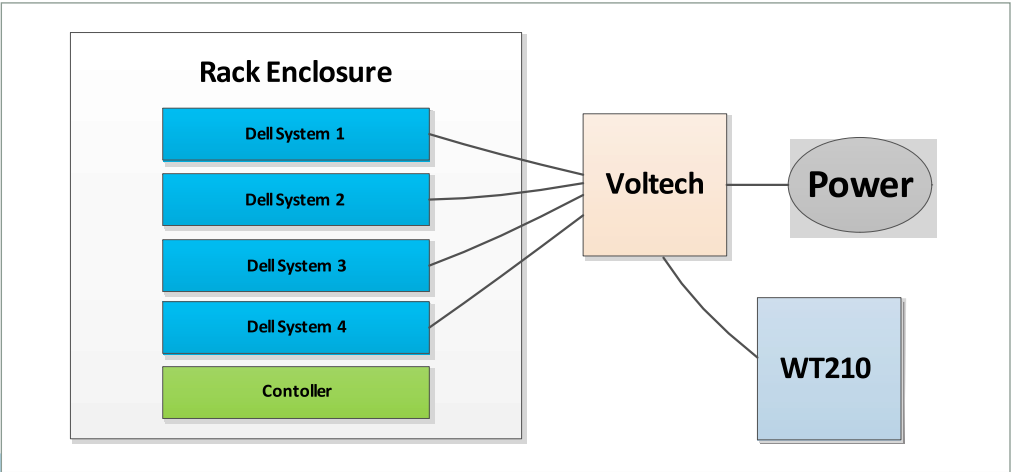 Rack Enclosure
Dell System 1
Dell System 2
Dell System 3
Dell System 4
Contoller
Voltech
Power
WT210